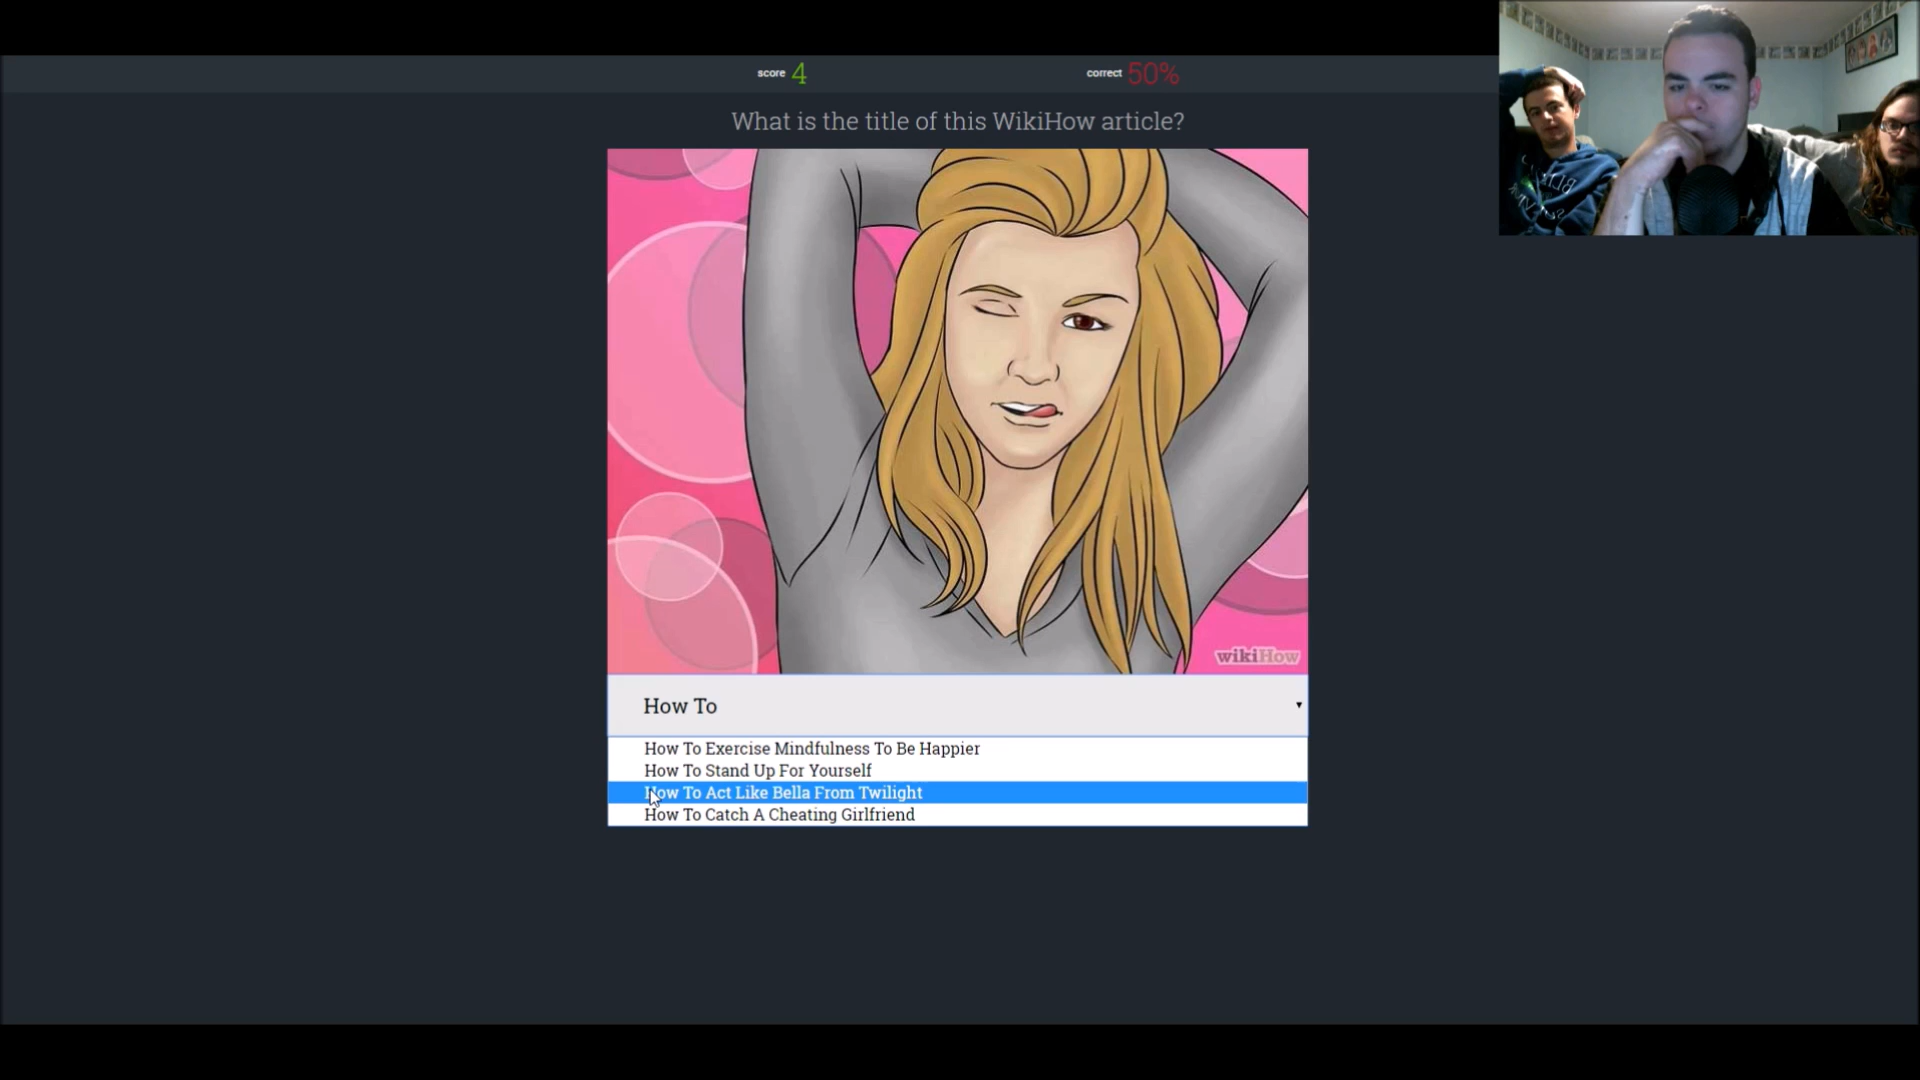 score 4
correct 50%
What is the title of this WikiHow article?
wikiHow
How To
How To Exercise Mindfulness To Be Happier
How To Stand Up For Yourself
How To Act Like Bella From Twilight
How To Catch A Cheating Girlfriend